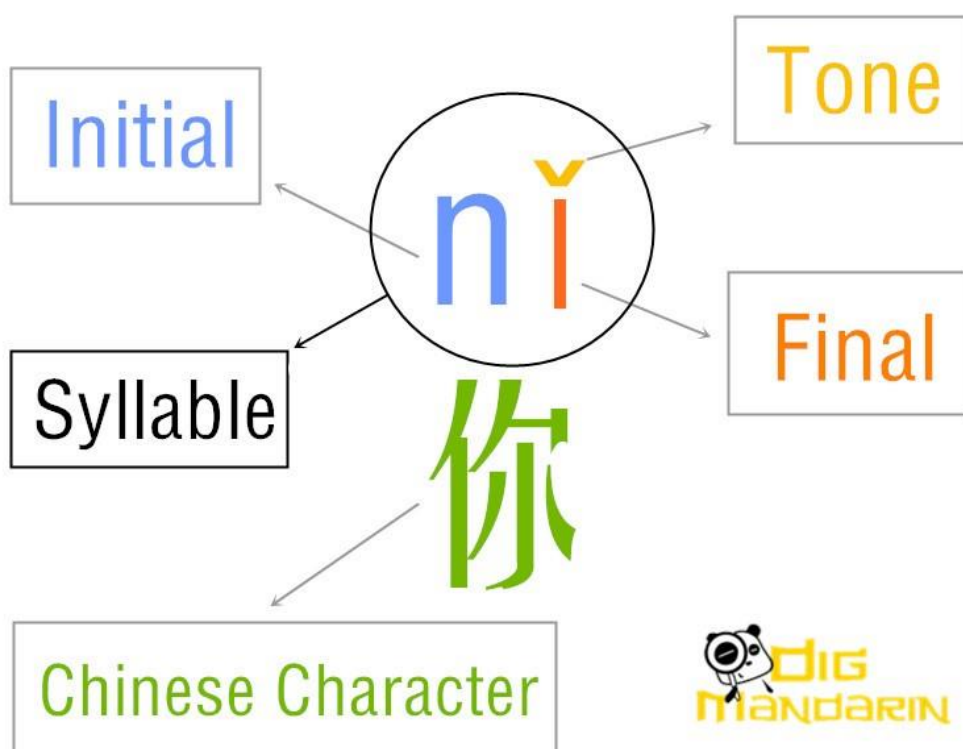 Initial
Tone
nǐ
Final
Syllable
你
Chinese Character
DIG
MANDARIN